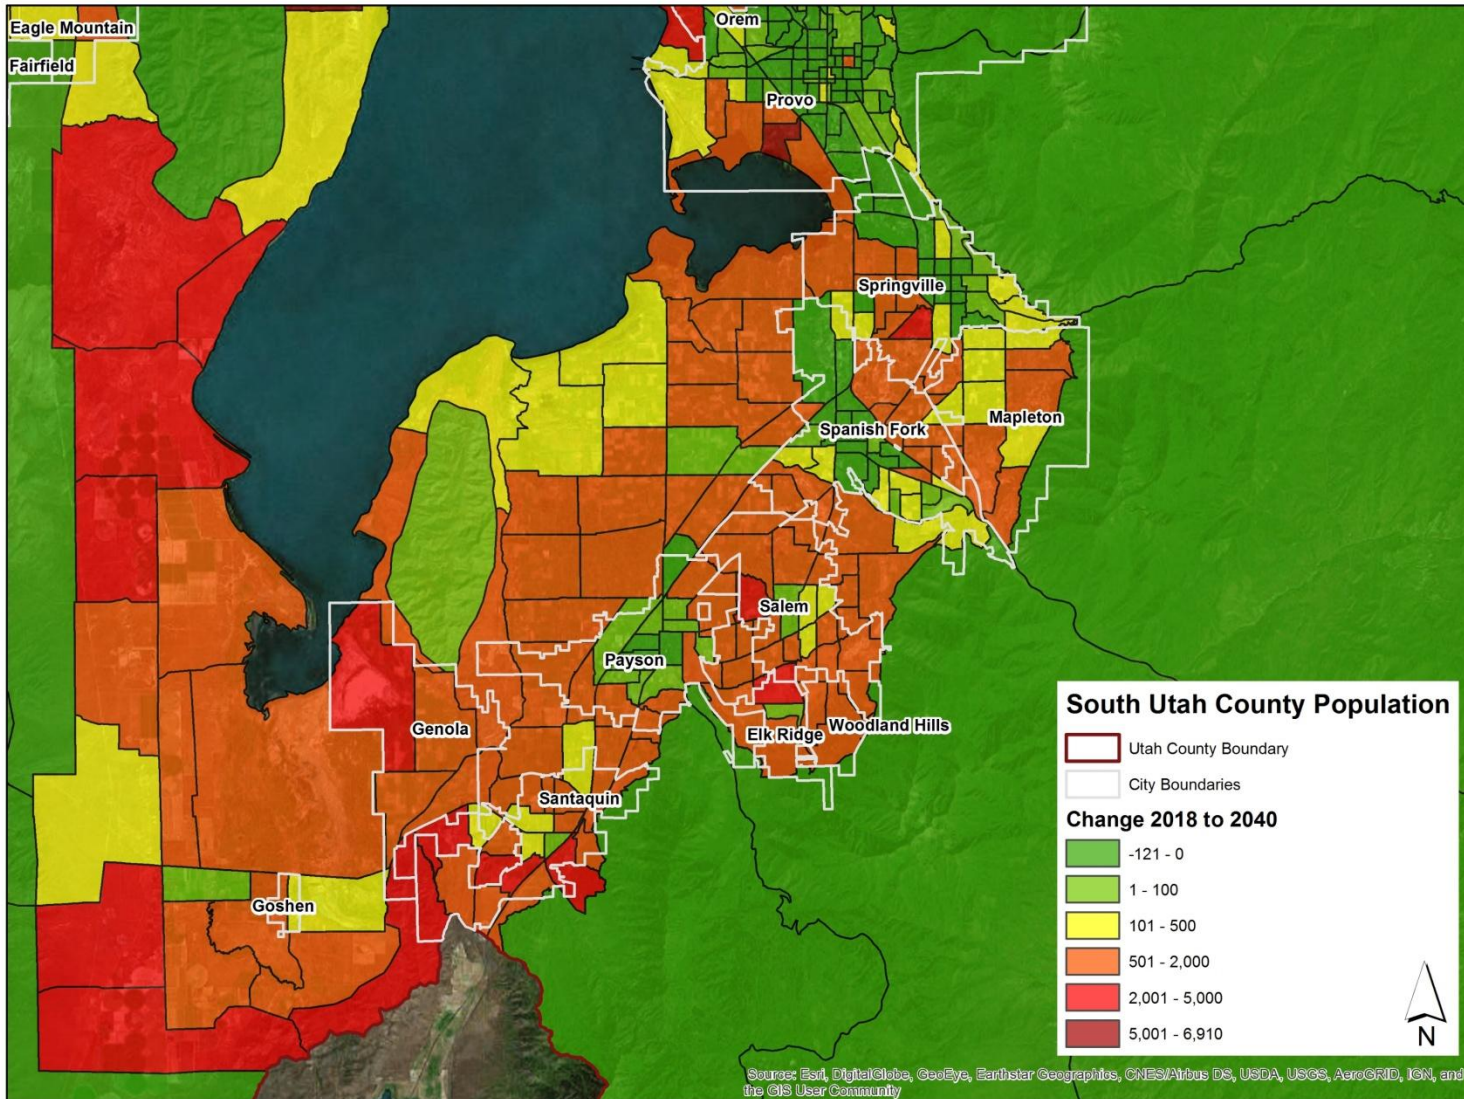 Eagle Mountain
Orem
Fairfield
Provo
Springville
Mapleton
Spanish Fork
Salem
Payson
Genola
Elk Ridge
Woodland Hills
Santaquin
Goshen
South Utah County Population
Utah County Boundary
City Boundaries
Change 2018 to 2040
-121 - 0
1 - 100
101 - 500
501 - 2,000
2,001 - 5,000
5,001 - 6,910
N
Source: Esri, DigitalGlobe, GeoEye, Earthstar Geographics, CNES/Airbus DS, USDA, USGS, AeroGRID, IGN, and
the GIS User Community